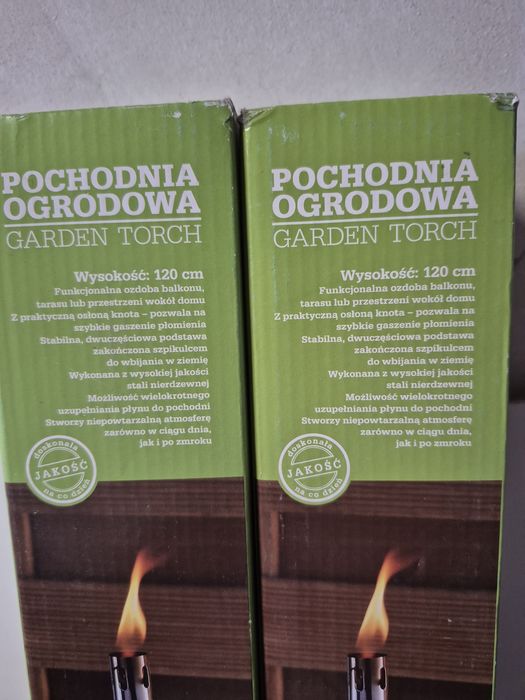 POCHODNIA
OGRODOWA
GARDEN TORCH
Wysokość: 120 cm
Funkcjonalna ozdoba balkonu,
tarasu lub przestrzeni wokół domu
Z praktyczną osłoną knota – pozwala na
szybkie gaszenie płomienia
Stabilna, dwuczęściowa podstawa
zakończona szpikulcem
do wbijania w ziemię
Wykonana z wysokiej jakości
stali nierdzewnej
Możliwość wielokrotnego
uzupełniania płynu do pochodni
Stworzy niepowtarzalną atmosferę
zarówno w ciągu dnia,
jak i po zmroku
doskonała
JAKOŚĆ
na co dzień
POCHODNIA
OGRODOWA
GARDEN TORCH
Wysokość: 120 cm
Funkcjonalna ozdoba balkonu,
tarasu lub przestrzeni wokół domu
Z praktyczną osłoną knota – pozwala na
szybkie gaszenie płomienia
Stabilna, dwuczęściowa podstawa
zakończona szpikulcem
do wbijania w ziemię
Wykonana z wysokiej jakości
stali nierdzewnej
Możliwość wielokrotnego
uzupełniania płynu do pochodni
Stworzy niepowtarzalną atmosferę
zarówno w ciągu dnia,
jak i po zmroku
doskonała
JAKOŚĆ
na co dzień